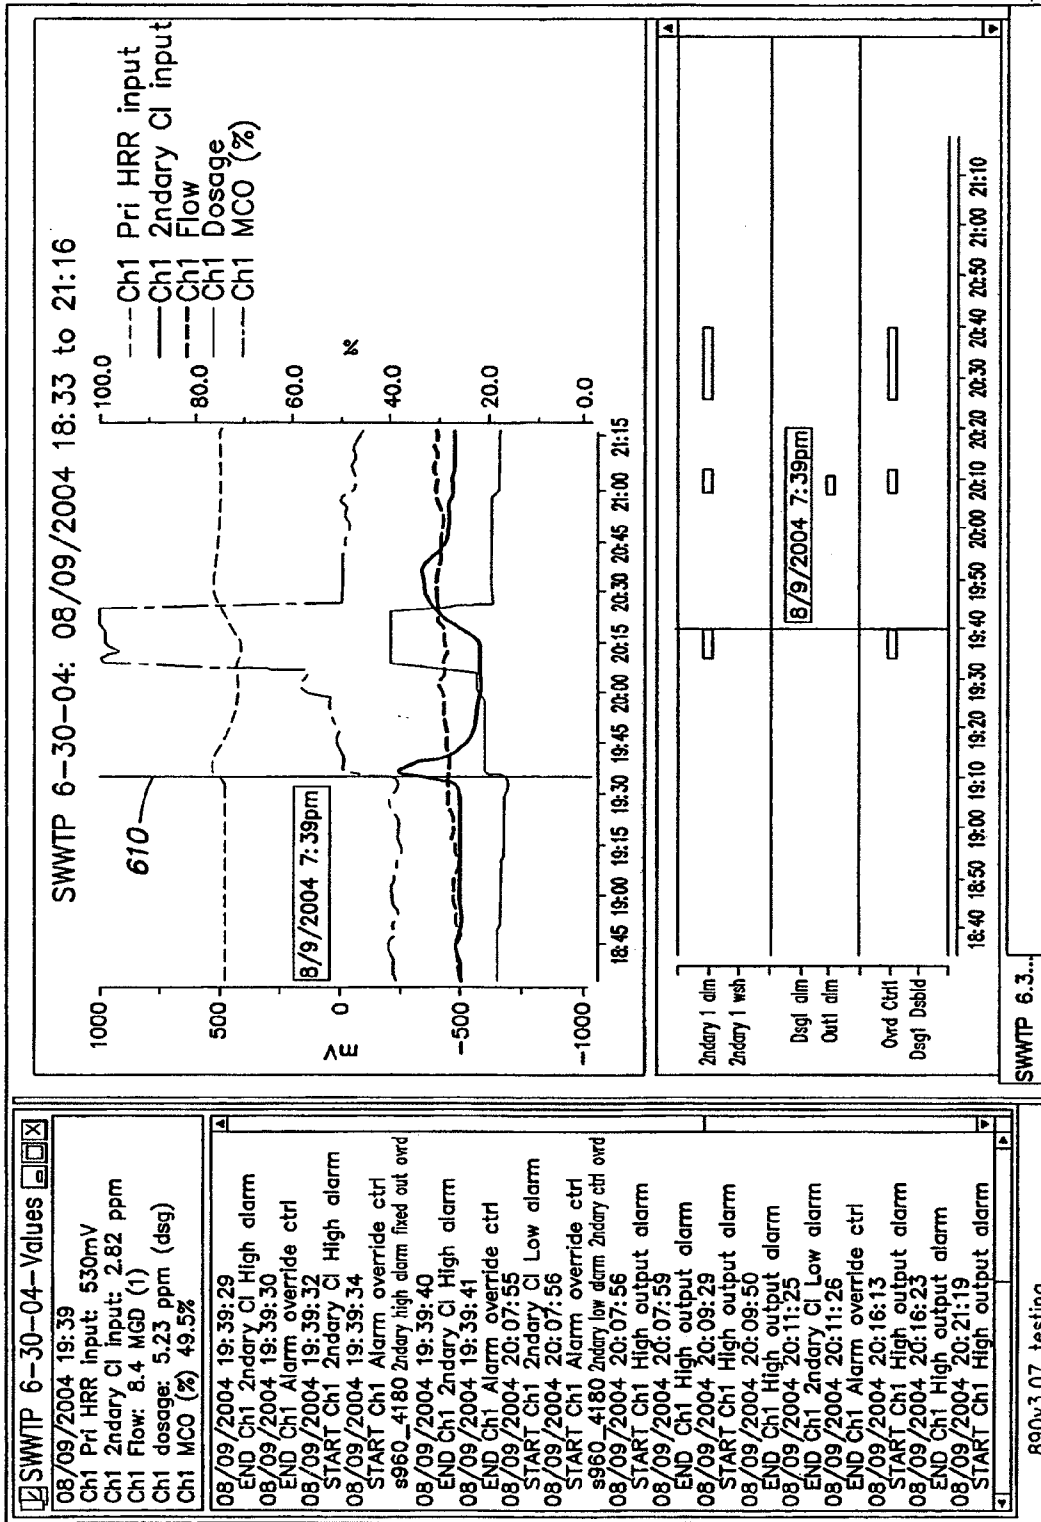 SWWTP 6-30-04-Values
08/09/2004 19:39
Ch1 Pri HRR input: 530mV
Ch1 2ndary Cl input: 2.82 ppm
Ch1 Flow: 8.4 MGD (1)
Ch1 dosage: 5.23 ppm (dsg)
Ch1 MCO (%) 49.5%
08/09/2004 19:39:29
END Ch1 2ndary Cl High alarm
08/09/2004 19:39:30
END Ch1 Alarm override ctrl
08/09/2004 19:39:32
START Ch1 2ndary Cl High alarm
08/09/2004 19:39:34
START Ch1 Alarm override ctrl
s960_4180 2ndary high alarm fixed out ovrd
08/09/2004 19:39:40
END Ch1 2ndary Cl High alarm
08/09/2004 19:39:41
END Ch1 Alarm override ctrl
08/09/2004 20:07:55
START Ch1 2ndary Cl Low alarm
08/09/2004 20:07:56
START Ch1 Alarm override ctrl
s960_4180 2ndary low alarm 2ndary ctrl ovrd
08/09/2004 20:07:56
START Ch1 High output alarm
08/09/2004 20:07:59
END Ch1 High output alarm
08/09/2004 20:09:29
START Ch1 High output alarm
08/09/2004 20:09:50
END Ch1 High output alarm
08/09/2004 20:11:25
END Ch1 2ndary Cl Low alarm
08/09/2004 20:11:26
END Ch1 Alarm override ctrl
08/09/2004 20:16:13
START Ch1 High output alarm
08/09/2004 20:16:23
END Ch1 High output alarm
08/09/2004 20:21:19
START Ch1 High output alarm
890v3.07 testing
SWWTP 6-30-04: 08/09/2004 18:33 to 21:16
Ch1 Pri HRR input
Ch1 2ndary Cl input
Ch1 Flow
Ch1 Dosage
Ch1 MCO (%)
610
8/9/2004 7:39pm
1000
500
0
-500
-1000
mV
100.0
80.0
60.0
40.0
20.0
0.0
%
18:45 19:00 19:15 19:30 19:45 20:00 20:15 20:30 20:45 21:00 21:15
2ndary 1 alm
2ndary 1 wsh
Dsg1 alm
Out1 alm
Ovrd Ctrl1
Dsg1 Dsbld
8/9/2004 7:39pm
18:40 18:50 19:00 19:10 19:20 19:30 19:40 19:50 20:00 20:10 20:20 20:30 20:40 20:50 21:00 21:10
SWWTP 6.3...